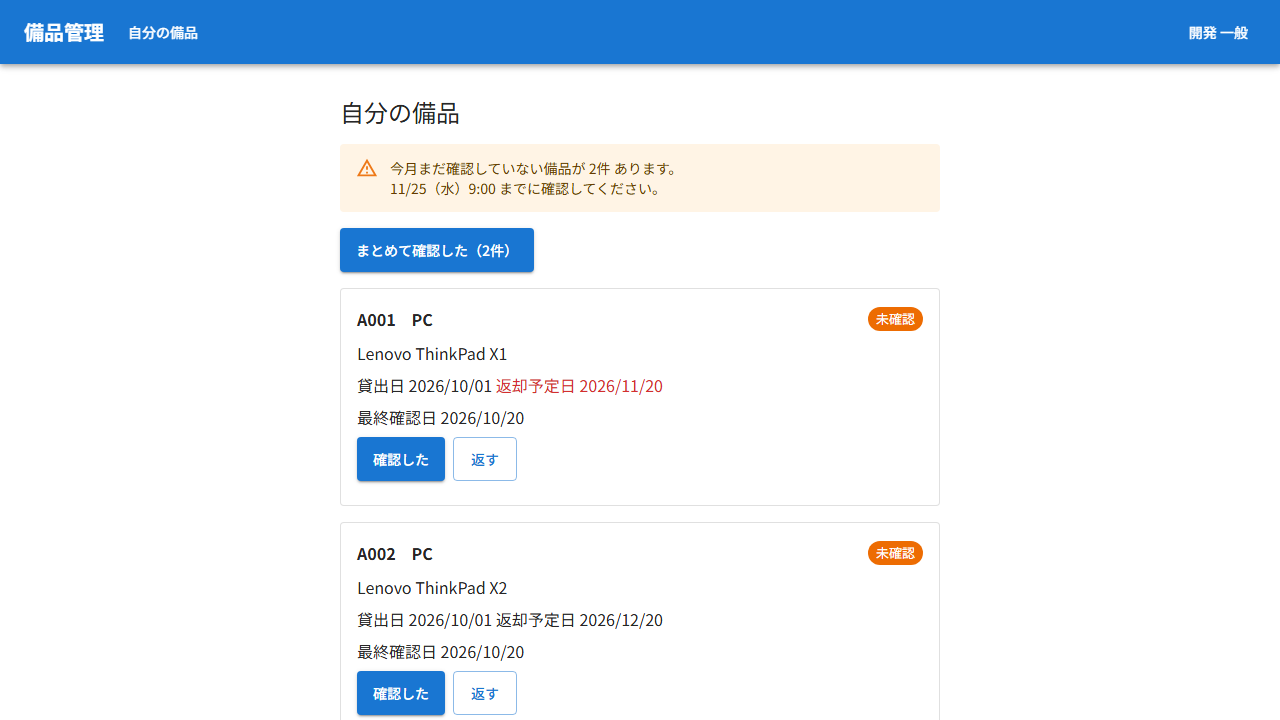 備品管理 自分の備品 開発 一般
自分の備品
今月まだ確認していない備品が 2件 あります。
11/25（水）9:00 までに確認してください。
まとめて確認した（2件）
A001　PC 未確認
Lenovo ThinkPad X1
貸出日 2026/10/01 返却予定日 2026/11/20
最終確認日 2026/10/20
確認した 返す
A002　PC 未確認
Lenovo ThinkPad X2
貸出日 2026/10/01 返却予定日 2026/12/20
最終確認日 2026/10/20
確認した 返す